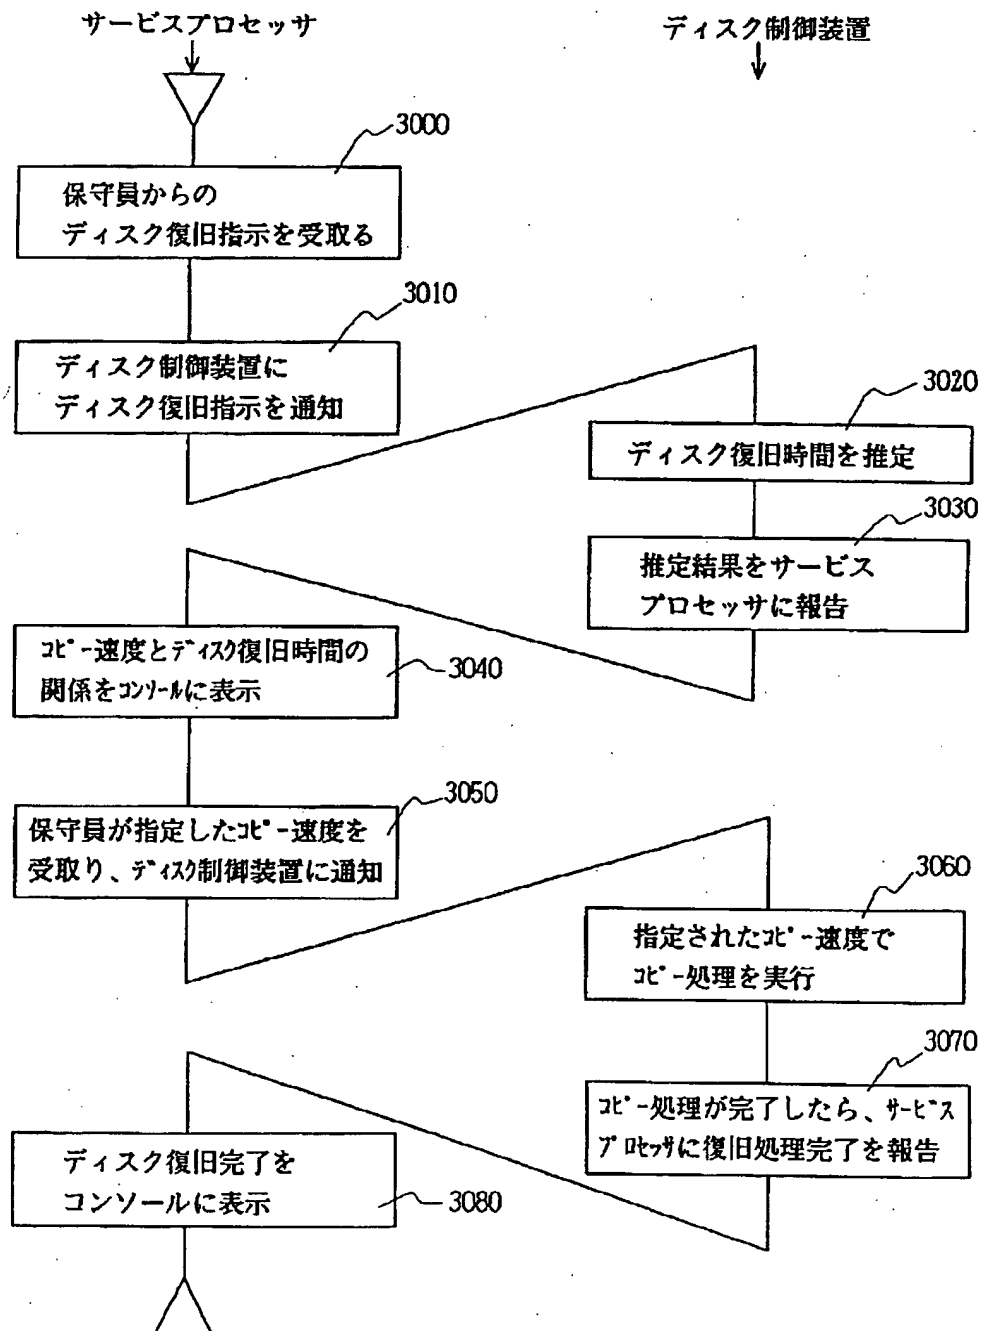 サービスプロセッサ
ディスク制御装置
3000
保守員からの
ディスク復旧指示を受取る
3010
ディスク制御装置に
ディスク復旧指示を通知
3020
ディスク復旧時間を推定
3030
推定結果をサービス
プロセッサに報告
ｺﾋﾟｰ速度とﾃﾞｨｽｸ復旧時間の
関係をｺﾝｿｰﾙに表示
3040
3050
保守員が指定したｺﾋﾟｰ速度を
受取り、ﾃﾞｨｽｸ制御装置に通知
3060
指定されたｺﾋﾟｰ速度で
ｺﾋﾟｰ処理を実行
3070
ｺﾋﾟｰ処理が完了したら、ｻｰﾋﾞｽ
ﾌﾟﾛｾｯｻに復旧処理完了を報告
ディスク復旧完了を
コンソールに表示
3080